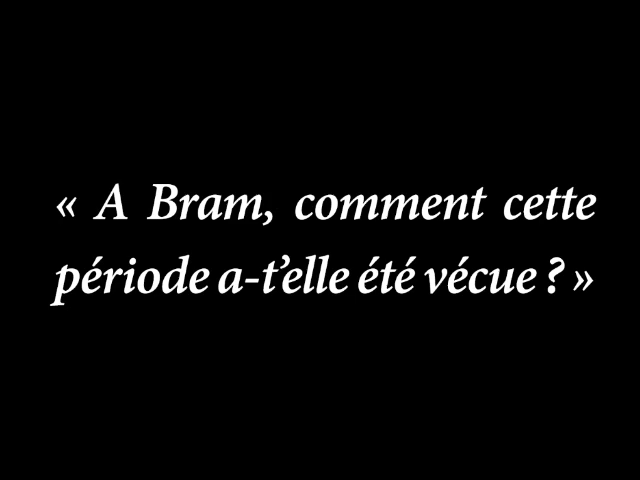 « A Bram, comment cette
période a-t’elle été vécue ? »